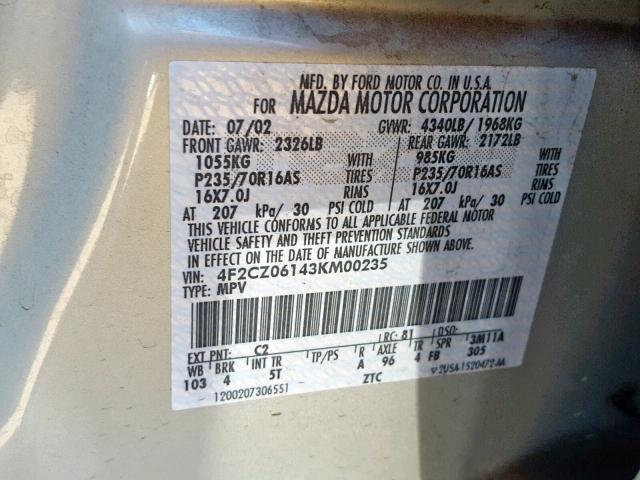 MFD. BY FORD MOTOR CO. IN U.S.A.
FOR MAZDA MOTOR CORPORATION
DATE: 07/02 GVWR: 4340LB/ 1968KG
FRONT GAWR: 2326LB REAR GAWR: 2172LB
1055KG WITH 985KG WITH
P235/70R16AS TIRES P235/70R16AS TIRES
16X7.0J RIMS 16X7.0J RIMS
AT 207 kPa/ 30 PSI COLD AT 207 kPa/ 30 PSI COLD
THIS VEHICLE CONFORMS TO ALL APPLICABLE FEDERAL MOTOR
VEHICLE SAFETY AND THEFT PREVENTION STANDARDS
IN EFFECT ON THE DATE OF MANUFACTURE SHOWN ABOVE.
VIN: 4F2CZ06143KM00235
TYPE: MPV
EXT PNT: C2 RC: 81 DSO:
WB BRK INT TR TP/PS R AXLE TR SPR 3M11A
103 4 5T A 96 4 FB 305
1200207306551 ZTC